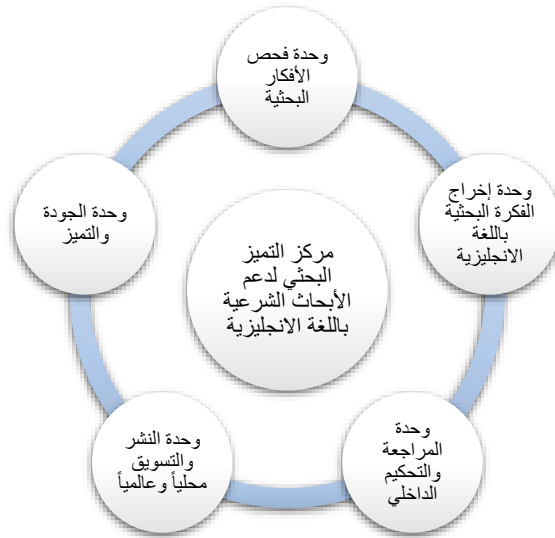 وحدة فحص
الأفكار
البحثية
وحدة إخراج
الفكرة البحثية
باللغة
الانجليزية
وحدة
المراجعة
والتحكيم
الداخلي
وحدة النشر
والتسويق
محلياً وعالمياً
وحدة الجودة
والتميز
مركز التميز
البحثي لدعم
الأبحاث الشرعية
باللغة الانجليزية